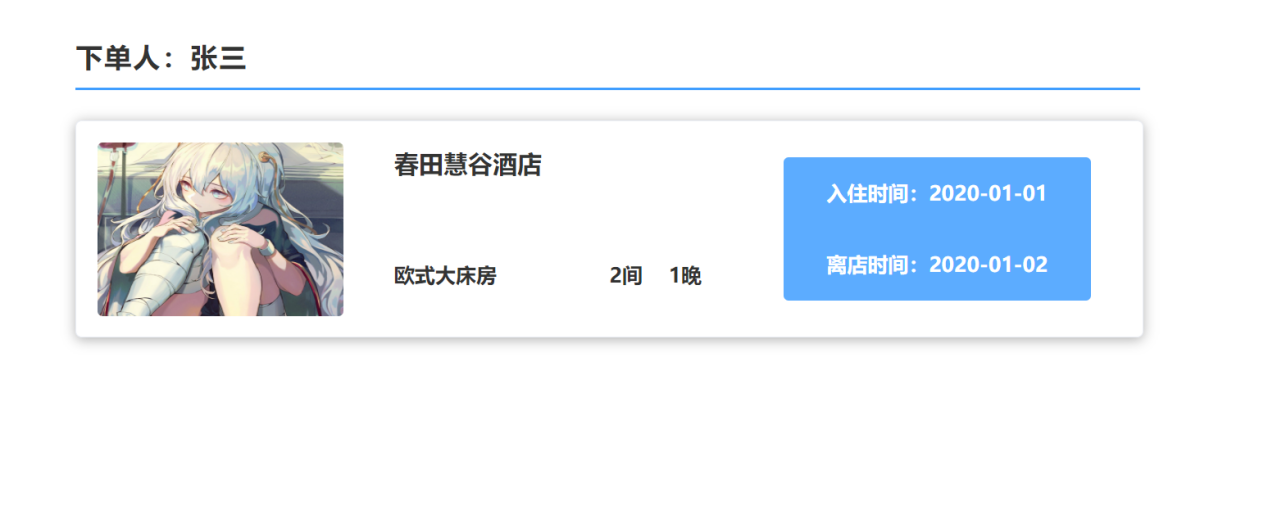 下单人：张三
春田慧谷酒店
欧式大床房 2间 1晚
入住时间：2020-01-01
离店时间：2020-01-02